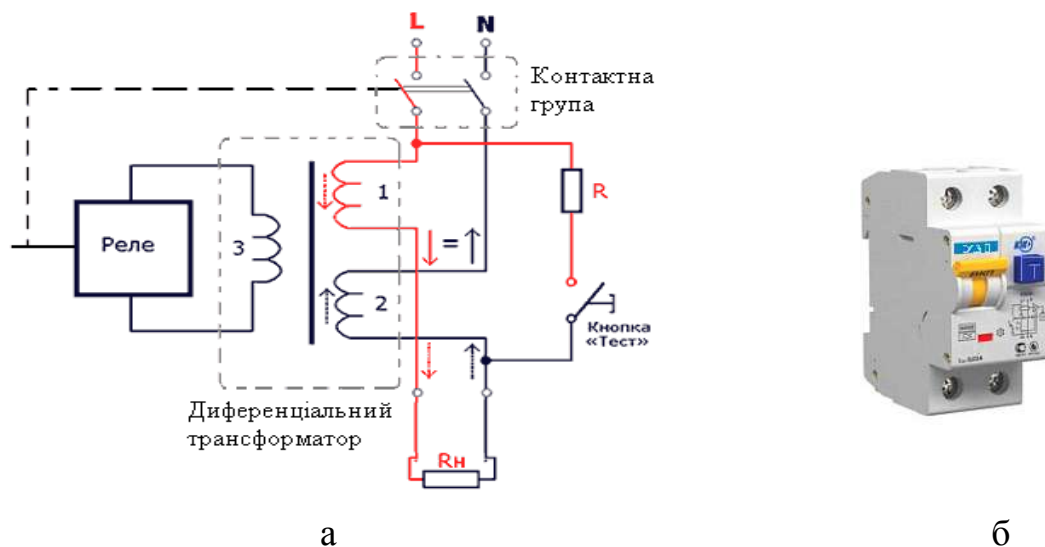 L
N
Контактна
група
Реле
3
1
=
2
R
Кнопка
«Тест»
Диференціальний
трансформатор
Rн
T
а
б